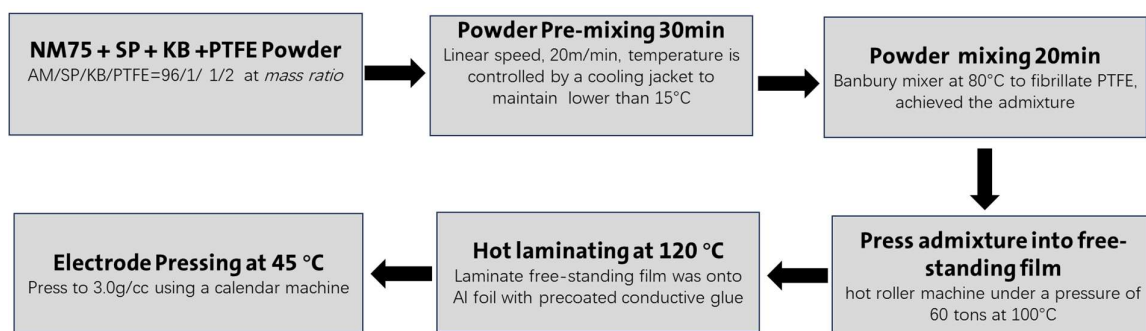 NM75 + SP + KB +PTFE Powder
AM/SP/KB/PTFE=96/1/ 1/2 at mass ratio
Powder Pre-mixing 30min
Linear speed, 20m/min, temperature is
controlled by a cooling jacket to
maintain lower than 15°C
Powder mixing 20min
Banbury mixer at 80°C to fibrillate PTFE,
achieved the admixture
Press admixture into free-
standing film
hot roller machine under a pressure of
60 tons at 100°C
Hot laminating at 120 °C
Laminate free-standing film was onto
Al foil with precoated conductive glue
Electrode Pressing at 45 °C
Press to 3.0g/cc using a calendar machine